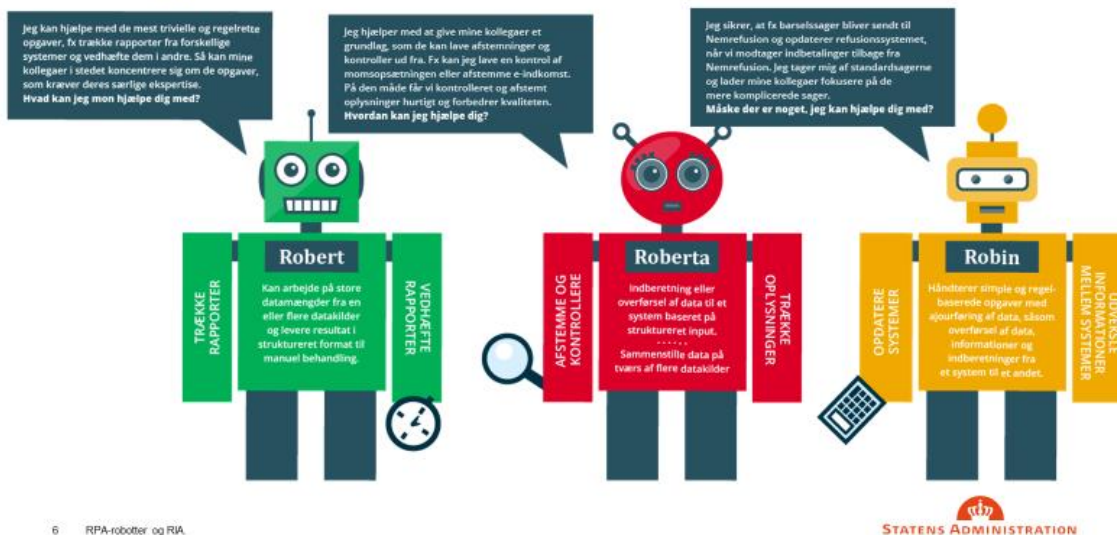 Jeg kan hjælpe med de mest trivielle og regelrette
opgaver, fx trække rapporter fra forskellige
systemer og vedhæfte dem i andre. Så kan mine
kollegaer i stedet koncentrere sig om de opgaver,
som kræver deres særlige ekspertise.
Hvad kan jeg mon hjælpe dig med?
Jeg hjælper med at give mine kollegaer et
grundlag, som de kan lave afstemninger og
kontroller ud fra. Fx kan jeg lave en kontrol af
momsopsætningen eller afstemme e-indkomst.
På den måde får vi kontrolleret og afstemt
oplysninger hurtigt og forbedrer kvaliteten.
Hvordan kan jeg hjælpe dig?
Jeg sikrer, at fx barselssager bliver sendt til
Nemrefusion og opdaterer refusionssystemet,
når vi modtager indbetalinger tilbage fra
Nemrefusion. Jeg tager mig af standardsagerne
og lader mine kollegaer fokusere på de
mere komplicerede sager.
Måske der er noget, jeg kan hjælpe dig med?
TRÆKKE
RAPPORTER
Robert
Kan arbejde på store
datamængder fra en
eller flere datakilder
og levere resultat i
struktureret format til
manuel behandling.
VEDHÆFTE
RAPPORTER
AFSTEMME OG
KONTROLLERE
Roberta
Indberetning eller
overførsel af data til et
system baseret på
struktureret input.
------
Sammenstille data på
tværs af flere datakilder
TRÆKKE
OPLYSNINGER
OPDATERE
SYSTEMER
Robin
Håndterer simple og regel-
baserede opgaver med
ajourføring af data, såsom
overførsel af data,
informationer og
indberetninger fra
et system til et andet.
INFORMATIONER
MELLEM SYSTEMER
6 RPA-robotter og RIA.
STATENS ADMINISTRATION